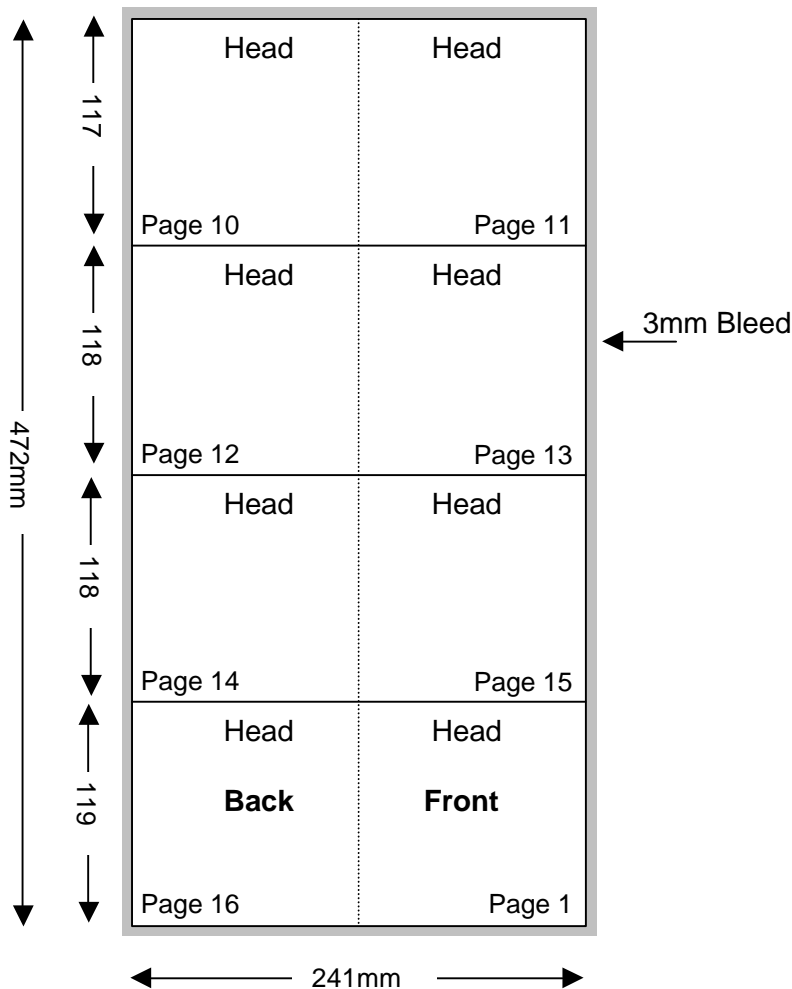 Head Head
117
Page 10 Page 11
Head Head
3mm Bleed
118
Page 12 Page 13
472mm
Head Head
118
Page 14 Page 15
Head Head
Back Front
119
Page 16 Page 1
241mm